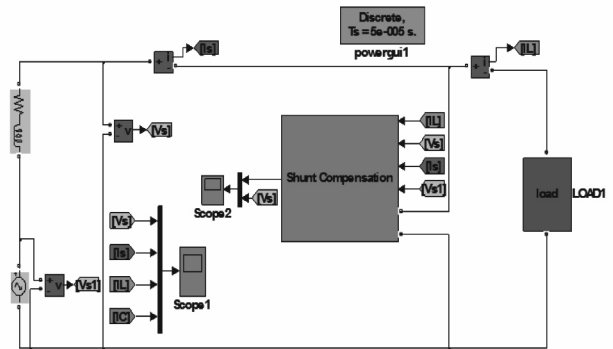 Discrete,
Ts = 5e-005 s.
powergui1
[Is]
[IL]
i
i
[Vs]
v
[IL]
[Vs]
[Is]
[Vs1]
Shunt Compensation
load
LOAD1
[Vs]
Scope2
[Vs]
[Is]
[IL]
[IC]
Scope1
v
[Vs1]